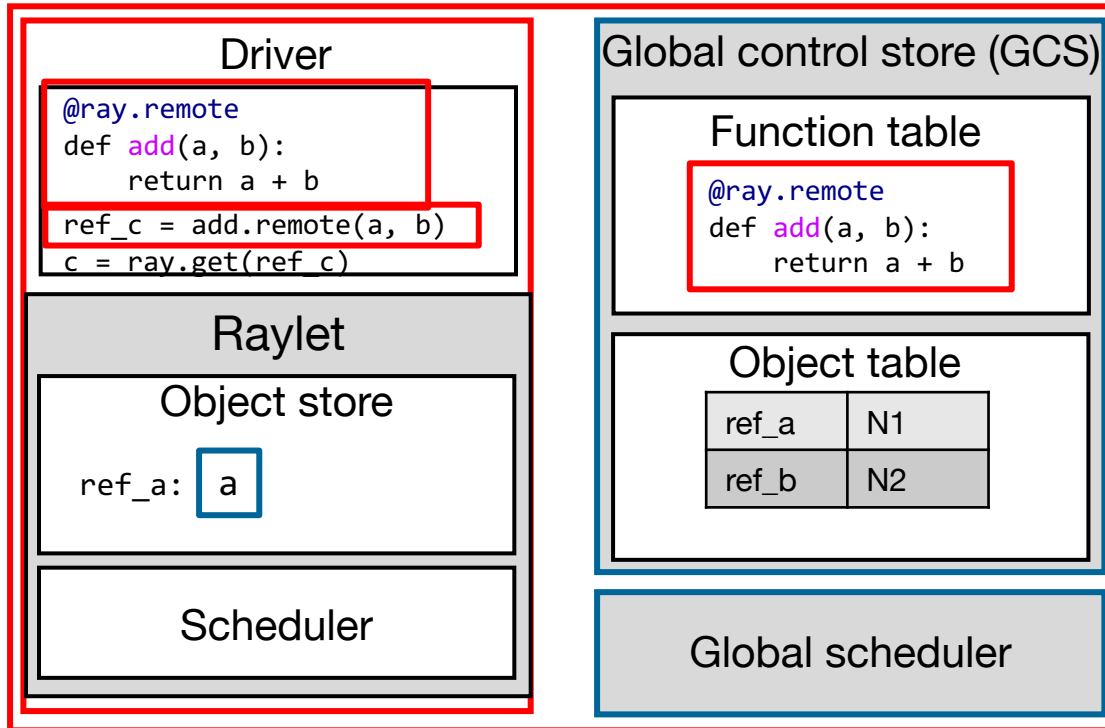 Driver
@ray.remote
def add(a, b):
    return a + b
ref_c = add.remote(a, b)
c = ray.get(ref_c)
Raylet
Object store
ref_a: a
Scheduler
Global control store (GCS)
Function table
@ray.remote
def add(a, b):
    return a + b
Object table
ref_a N1
ref_b N2
Global scheduler